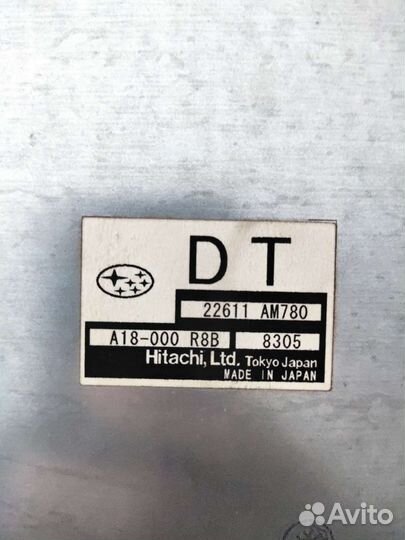 DT
22611 AM780
A18-000 R8B 8305
Hitachi, Ltd. Tokyo Japan
MADE IN JAPAN
Avito